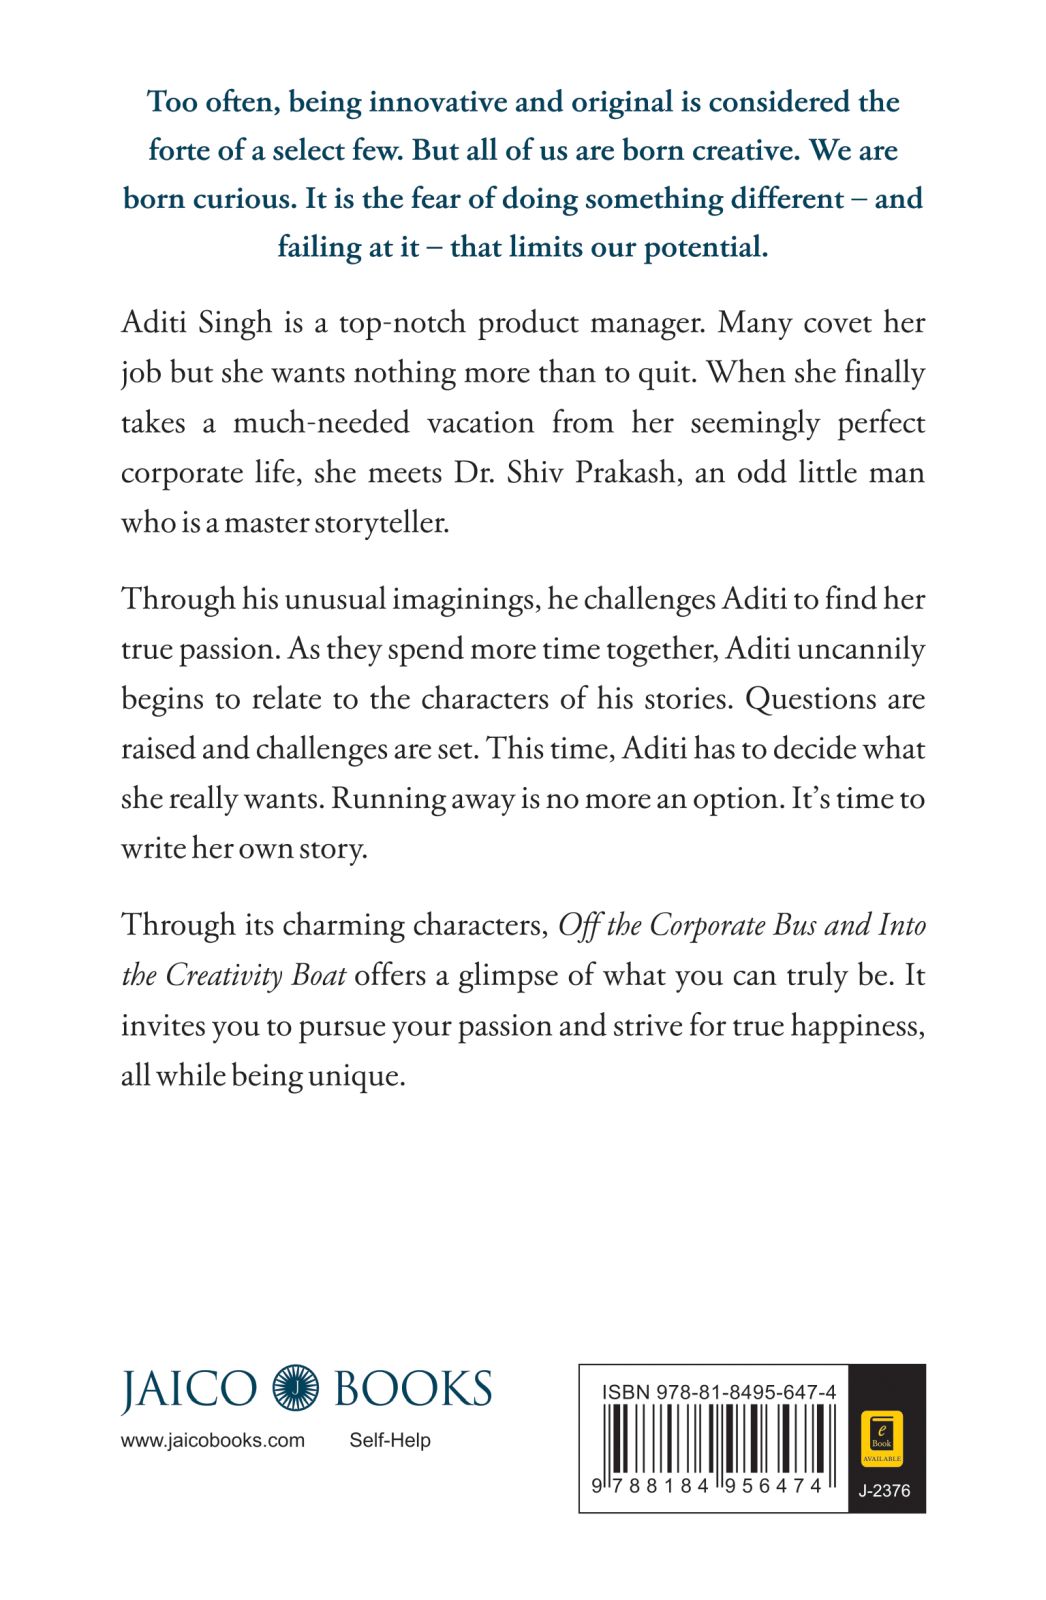 Too often, being innovative and original is considered the
forte of a select few. But all of us are born creative. We are
born curious. It is the fear of doing something different – and
failing at it – that limits our potential.
Aditi Singh is a top-notch product manager. Many covet her
job but she wants nothing more than to quit. When she finally
takes a much-needed vacation from her seemingly perfect
corporate life, she meets Dr. Shiv Prakash, an odd little man
who is a master storyteller.
Through his unusual imaginings, he challenges Aditi to find her
true passion. As they spend more time together, Aditi uncannily
begins to relate to the characters of his stories. Questions are
raised and challenges are set. This time, Aditi has to decide what
she really wants. Running away is no more an option. It’s time to
write her own story.
Through its charming characters, Off the Corporate Bus and Into
the Creativity Boat offers a glimpse of what you can truly be. It
invites you to pursue your passion and strive for true happiness,
all while being unique.
JAICO J BOOKS
www.jaicobooks.com Self-Help
ISBN 978-81-8495-647-4
9 788184 956474
e
Book
AVAILABLE
J-2376